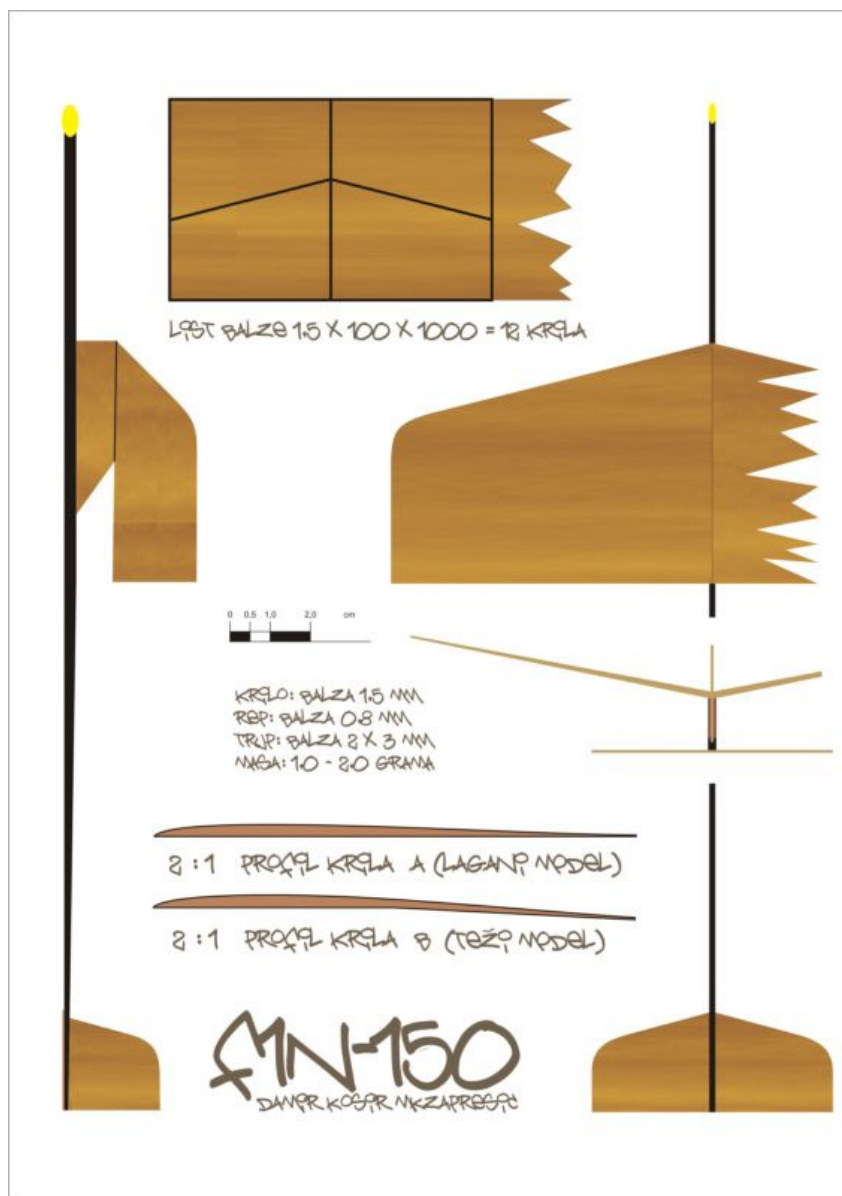 LIST BALZE 1.5 X 100 X 1000 = 12 KRILA
0 0,5 1,0 2,0 cm
KRILO: BALZA 1.5 MM
REP: BALZA 0.8 MM
TRUP: BALZA 2 X 3 MM
MASA: 1.0 - 2.0 GRAMA
2 : 1 PROFIL KRILA A (LAGANI MODEL)
2 : 1 PROFIL KRILA B (TEŽI MODEL)
F1N-150
DAMIR KOSIR MKZAPRESIĆ